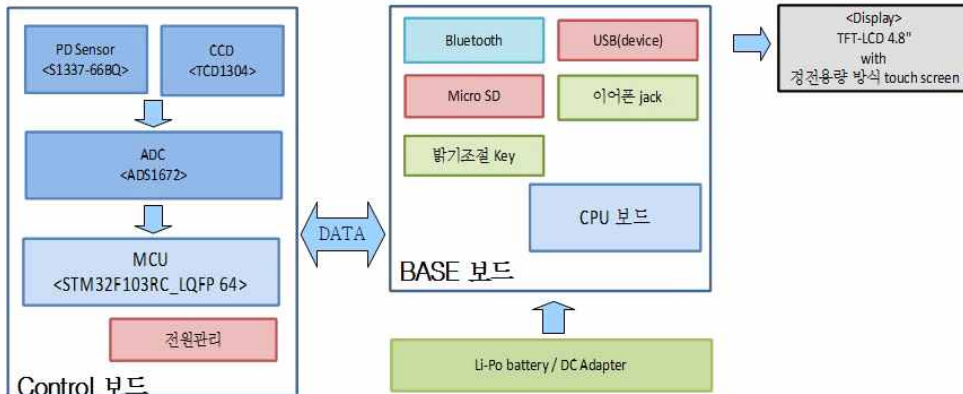 PD Sensor
<S1337-66BQ>
CCD
<TCD1304>
ADC
<ADS1672>
MCU
<STM32F103RC_LQFP 64>
전원관리
Control 보드
DATA
Bluetooth
USB(device)
Micro SD
이어폰 jack
밝기조절 Key
CPU 보드
BASE 보드
Li-Po battery / DC Adapter
<Display>
TFT-LCD 4.8"
with
정전용량 방식 touch screen